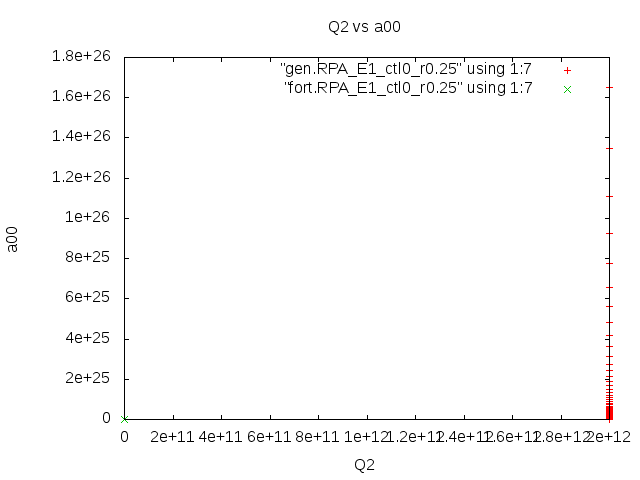 Q2 vs a00
"gen.RPA_E1_ctl0_r0.25" using 1:7
"fort.RPA_E1_ctl0_r0.25" using 1:7
1.8e+26
1.6e+26
1.4e+26
1.2e+26
1e+26
8e+25
6e+25
4e+25
2e+25
0
a00
0 2e+11 4e+11 6e+11 8e+11 1e+12 1.2e+12 1.4e+12 1.6e+12 1.8e+12 2e+12
Q2